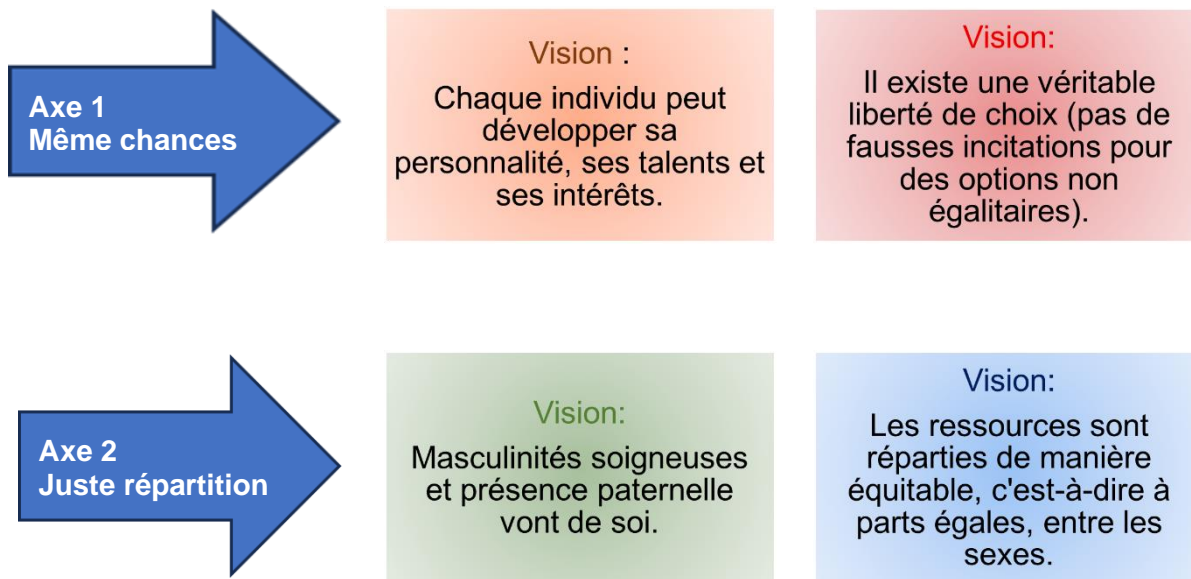 Axe 1
Même chances
Vision :
Chaque individu peut
développer sa
personnalité, ses talents et
ses intérêts.
Vision:
Il existe une véritable
liberté de choix (pas de
fausses incitations pour
des options non
égalitaires).
Axe 2
Juste répartition
Vision:
Masculinités soigneuses
et présence paternelle
vont de soi.
Vision:
Les ressources sont
réparties de manière
équitable, c'est-à-dire à
parts égales, entre les
sexes.